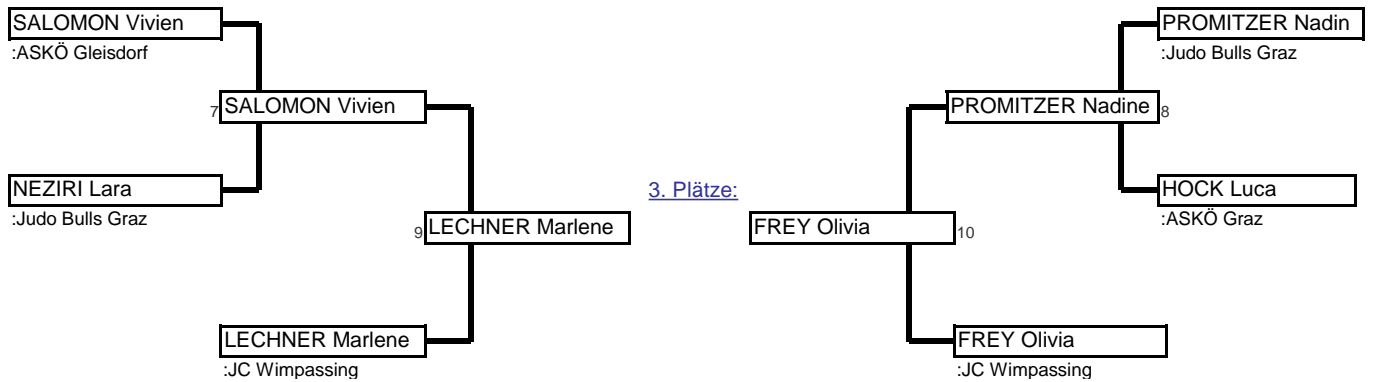 SALOMON Vivien
:ASKÖ Gleisdorf
7 SALOMON Vivien
NEZIRI Lara
:Judo Bulls Graz
9 LECHNER Marlene
LECHNER Marlene
:JC Wimpassing
3. Plätze:
PROMITZER Nadin
:Judo Bulls Graz
PROMITZER Nadine 8
HOCK Luca
:ASKÖ Graz
FREY Olivia 10
FREY Olivia
:JC Wimpassing